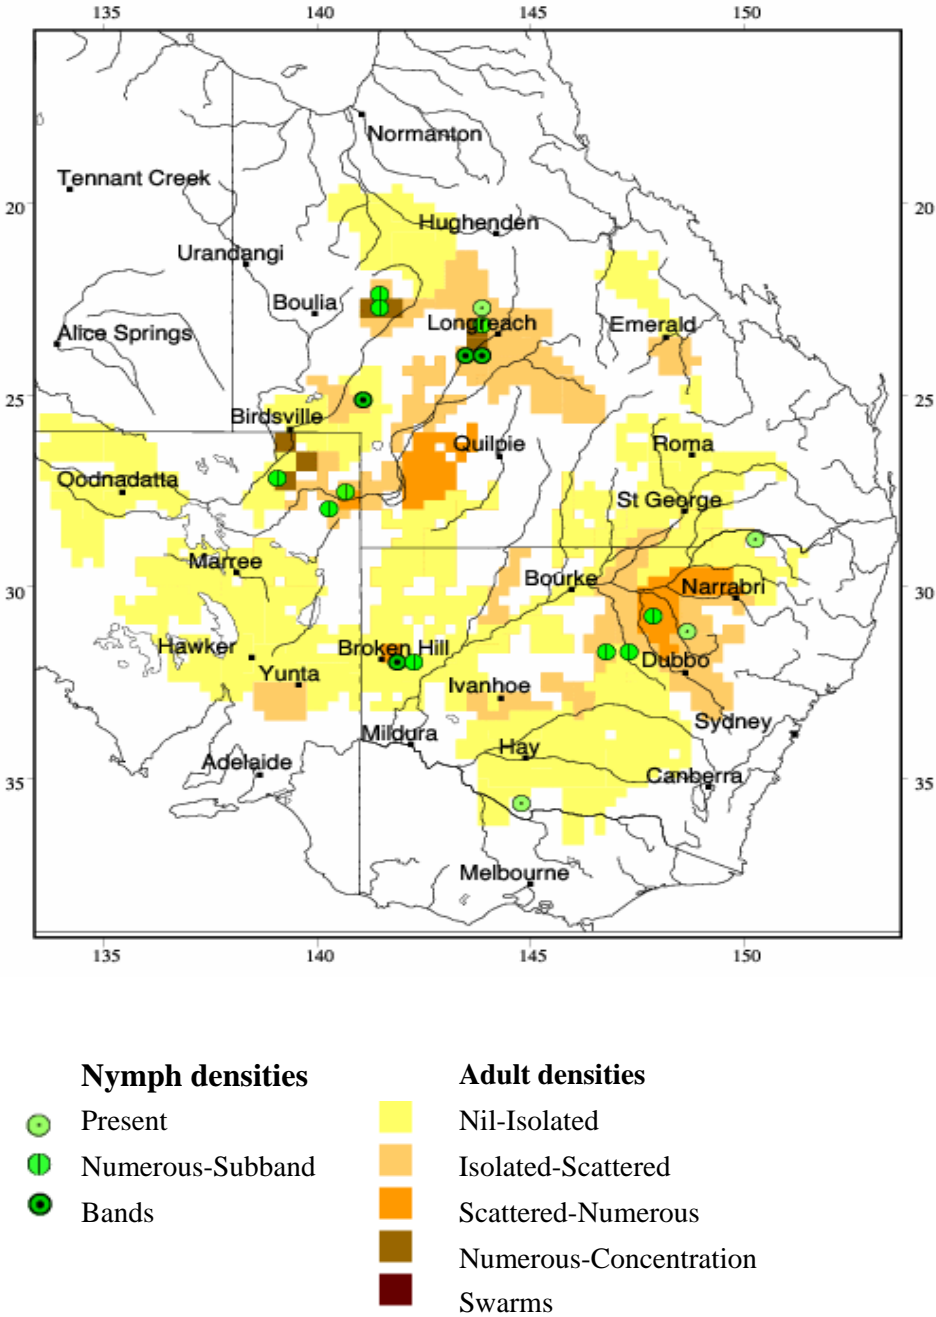 135 140 145 150
Normanton
Tennant Creek
20 20
Hughenden
Urandangi
Boulia
Longreach
Emerald
Alice Springs
25 25
Birdsville
Quilpie
Roma
Oodnadatta
St George
Marree
Bourke
Narrabri
30 30
Hawker
Broken Hill
Dubbo
Yunta
Ivanhoe
Sydney
Mildura
Hay
Adelaide
Canberra
35 35
Melbourne
135 140 145 150
Nymph densities
Present
Numerous-Subband
Bands
Adult densities
Nil-Isolated
Isolated-Scattered
Scattered-Numerous
Numerous-Concentration
Swarms